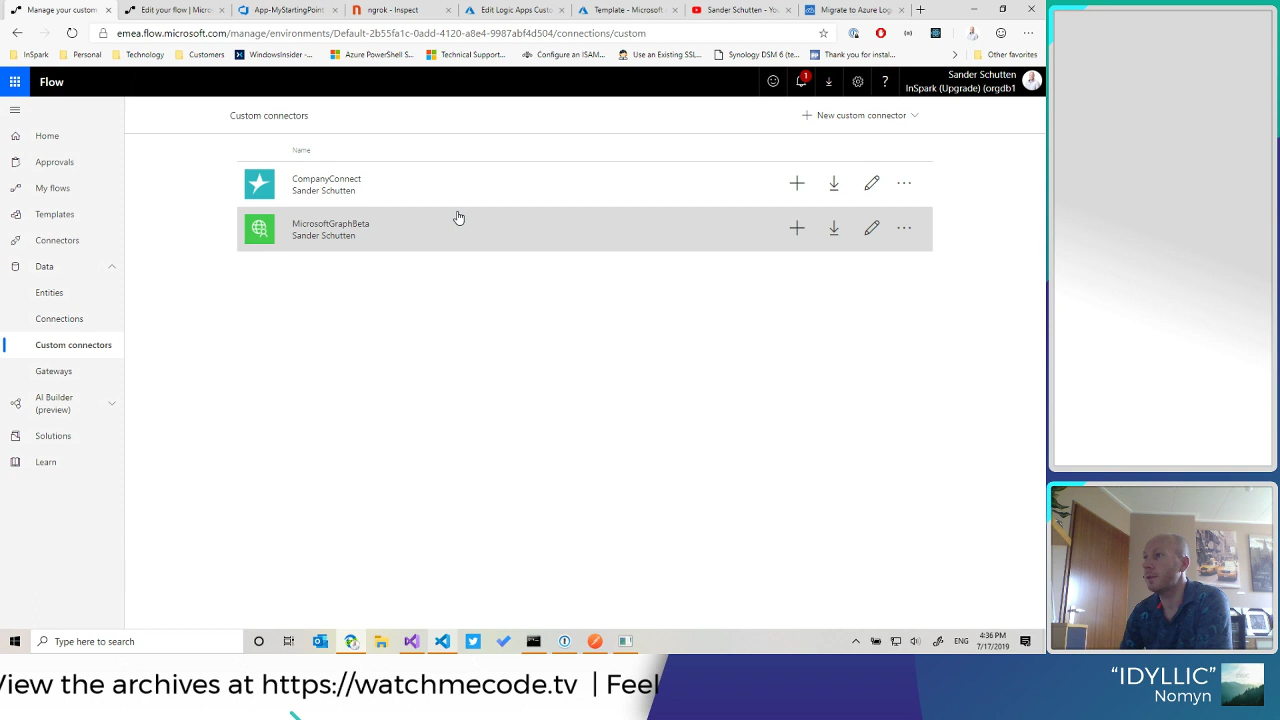 Manage your custom
Edit your flow | Micros
App-MyStartingPoint
ngrok - Inspect
Edit Logic Apps Custo
Template - Microsoft
Sander Schutten - You
Migrate to Azure Logi
emea.flow.microsoft.com/manage/environments/Default-2b55fa1c-0add-4120-a8e4-9987abf4d504/connections/custom
InSpark
Personal
Technology
Customers
WindowsInsider -...
Azure PowerShell S...
Technical Support...
Configure an ISAM...
Use an Existing SSL...
Synology DSM 6 (te...
Thank you for instal...
Other favorites
Flow
1
Sander Schutten
InSpark (Upgrade) (orgdb1
Home
Approvals
My flows
Templates
Connectors
Data
Entities
Connections
Custom connectors
Gateways
AI Builder
(preview)
Solutions
Learn
Custom connectors
New custom connector
Name
CompanyConnect
Sander Schutten
MicrosoftGraphBeta
Sander Schutten
Type here to search
ENG
4:36 PM
7/17/2019
View the archives at https://watchmecode.tv | Feel
"IDYLLIC"
Nomyn